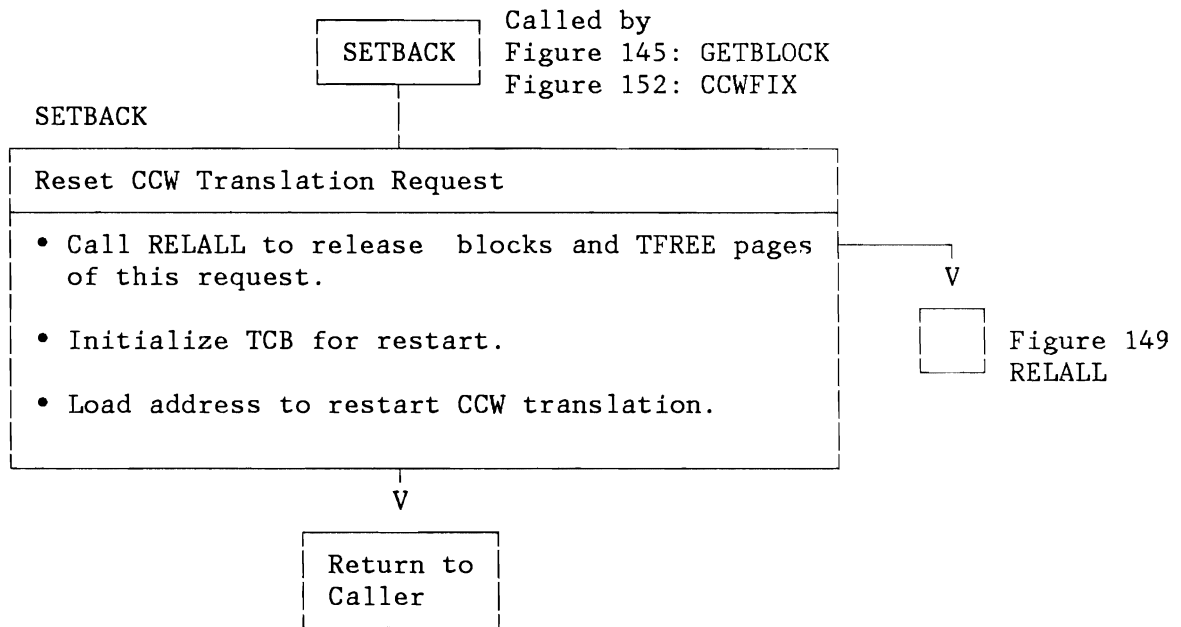 SETBACK
Called by
Figure 145: GETBLOCK
Figure 152: CCWFIX
SETBACK
Reset CCW Translation Request
• Call RELALL to release blocks and TFREE pages
of this request.
V
• Initialize TCB for restart.
Figure 149
RELALL
• Load address to restart CCW translation.
V
Return to
Caller